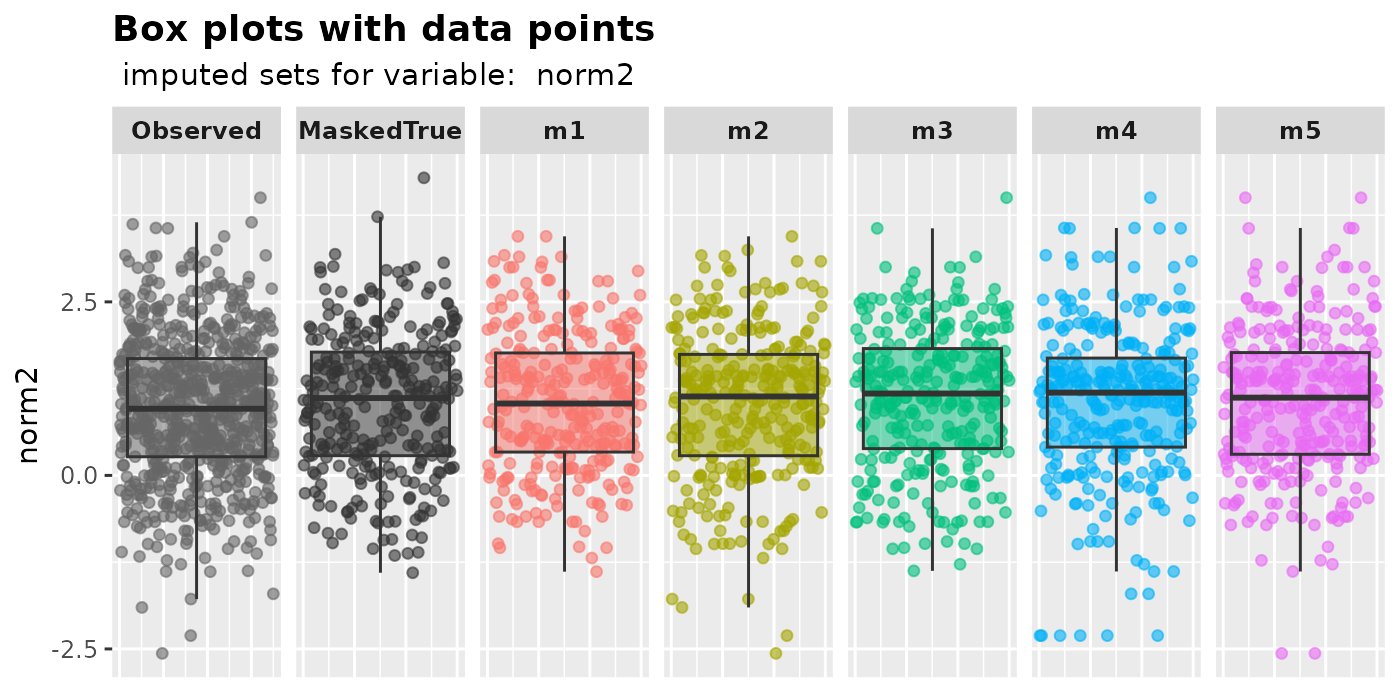 Box plots with data points
imputed sets for variable:  norm2
Observed MaskedTrue m1 m2 m3 m4 m5
norm2
2.5
0.0
-2.5